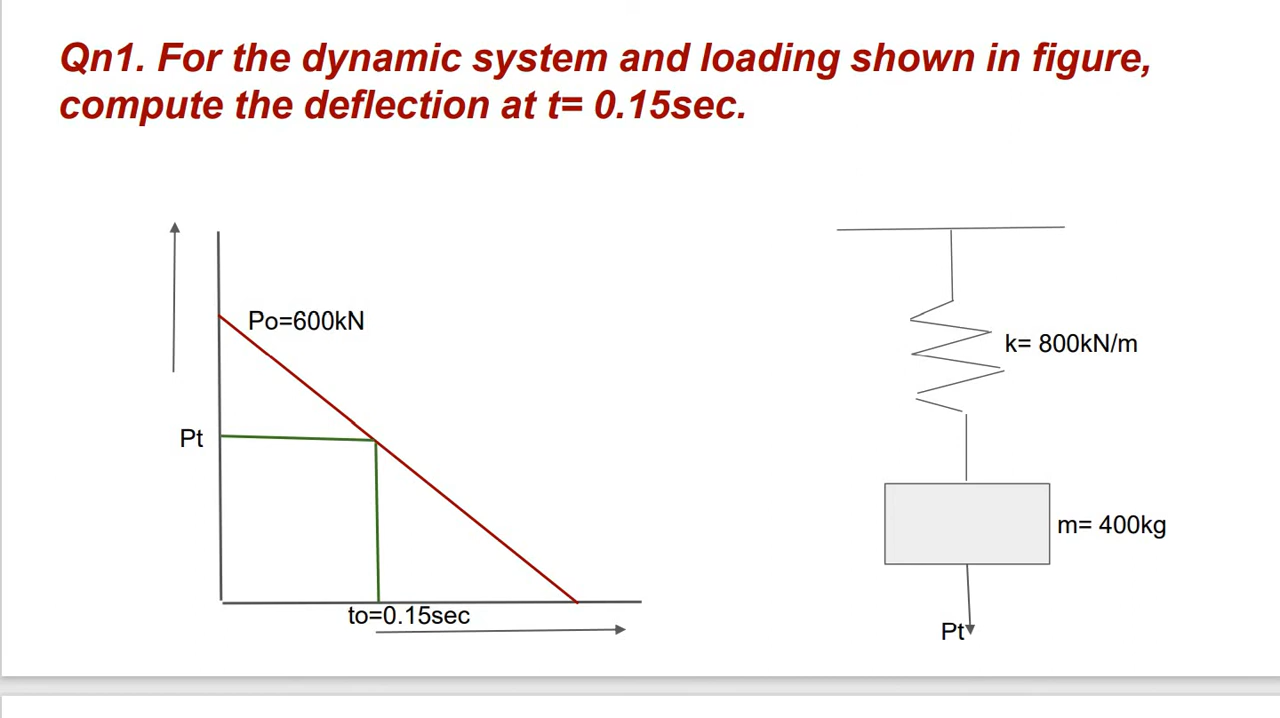 Qn1. For the dynamic system and loading shown in figure,
compute the deflection at t= 0.15sec.
Po=600kN
Pt
to=0.15sec
k= 800kN/m
m= 400kg
Pt